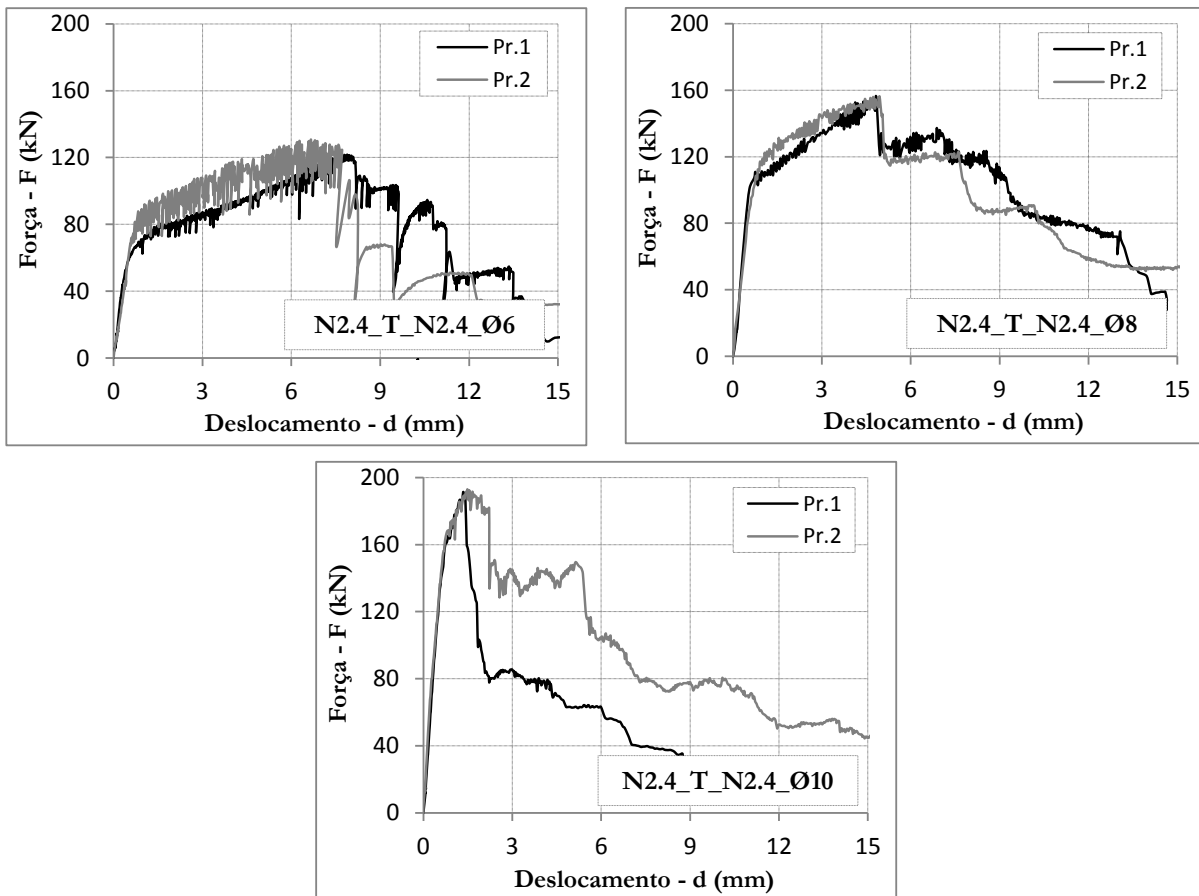 200
160
120
80
40
0
Força - F (kN)
Pr.1
Pr.2
N2.4_T_N2.4_Ø6
0 3 6 9 12 15
Deslocamento - d (mm)
200
160
120
80
40
0
Força - F (kN)
Pr.1
Pr.2
N2.4_T_N2.4_Ø8
0 3 6 9 12 15
Deslocamento - d (mm)
200
160
120
80
40
0
Força - F (kN)
Pr.1
Pr.2
N2.4_T_N2.4_Ø10
0 3 6 9 12 15
Deslocamento - d (mm)